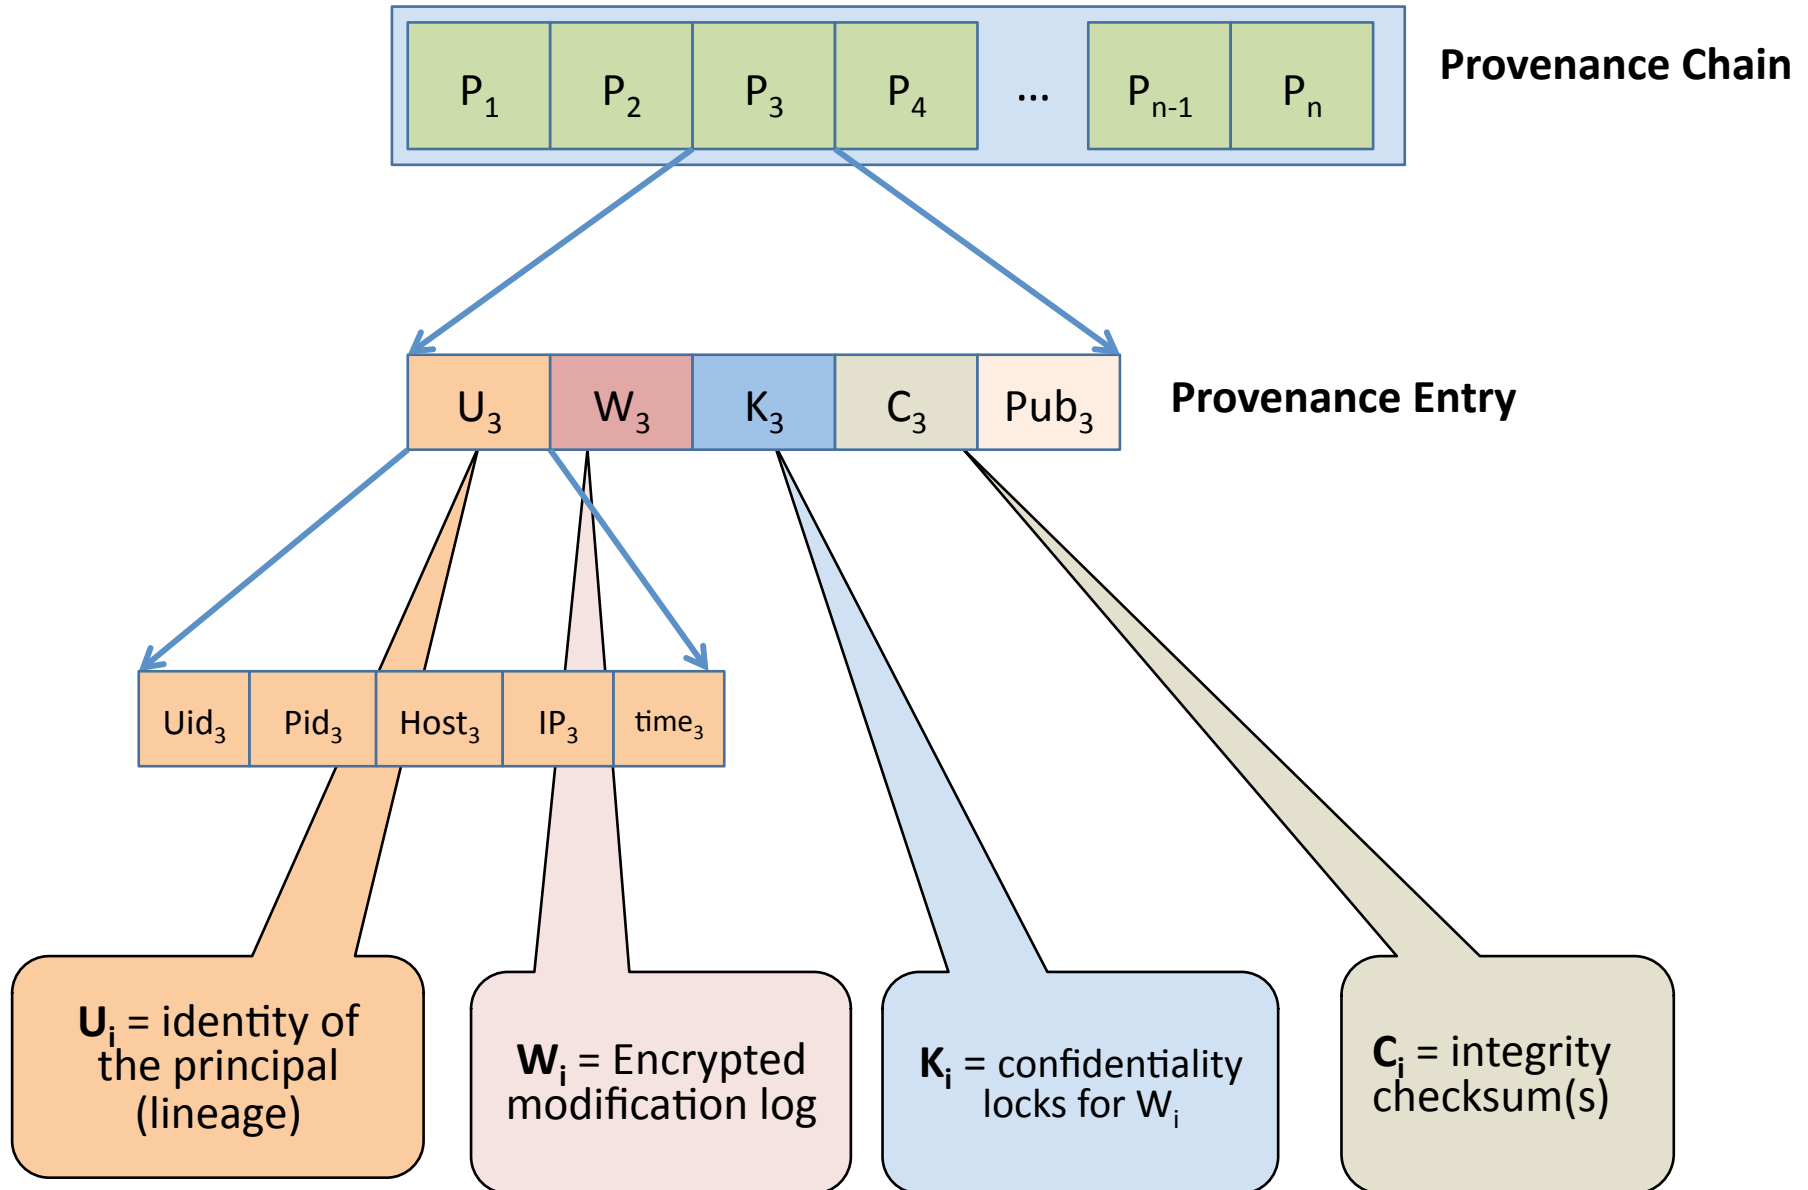 P1 P2 P3 P4 ... Pn-1 Pn
Provenance Chain
U3 W3 K3 C3 Pub3
Provenance Entry
Uid3 Pid3 Host3 IP3 time3
Ui = identity of
the principal
(lineage)
Wi = Encrypted
modification log
Ki = confidentiality
locks for Wi
Ci = integrity
checksum(s)